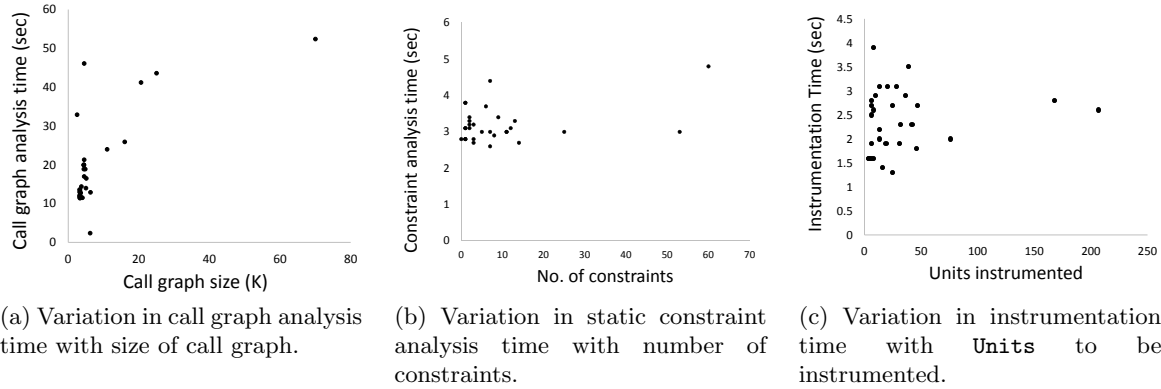 60
50
40
30
20
10
0
0 20 40 60 80
Call graph analysis time (sec)
Call graph size (K)
6
5
4
3
2
1
0
0 10 20 30 40 50 60 70
Constraint analysis time (sec)
No. of constraints
4.5
4
3.5
3
2.5
2
1.5
1
0.5
0
0 50 100 150 200 250
Instrumentation Time (sec)
Units instrumented
(a) Variation in call graph analysis
time with size of call graph.
(b) Variation in static constraint
analysis time with number of
constraints.
(c) Variation in instrumentation
time with Units to be
instrumented.